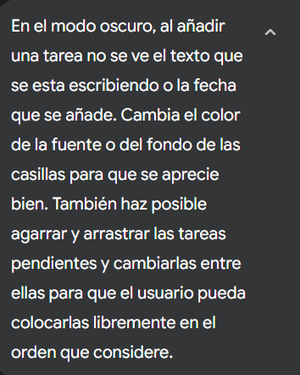 En el modo oscuro, al añadir
una tarea no se ve el texto que
se esta escribiendo o la fecha
que se añade. Cambia el color
de la fuente o del fondo de las
casillas para que se aprecie
bien. También haz posible
agarrar y arrastrar las tareas
pendientes y cambiarlas entre
ellas para que el usuario pueda
colocarlas libremente en el
orden que considere.